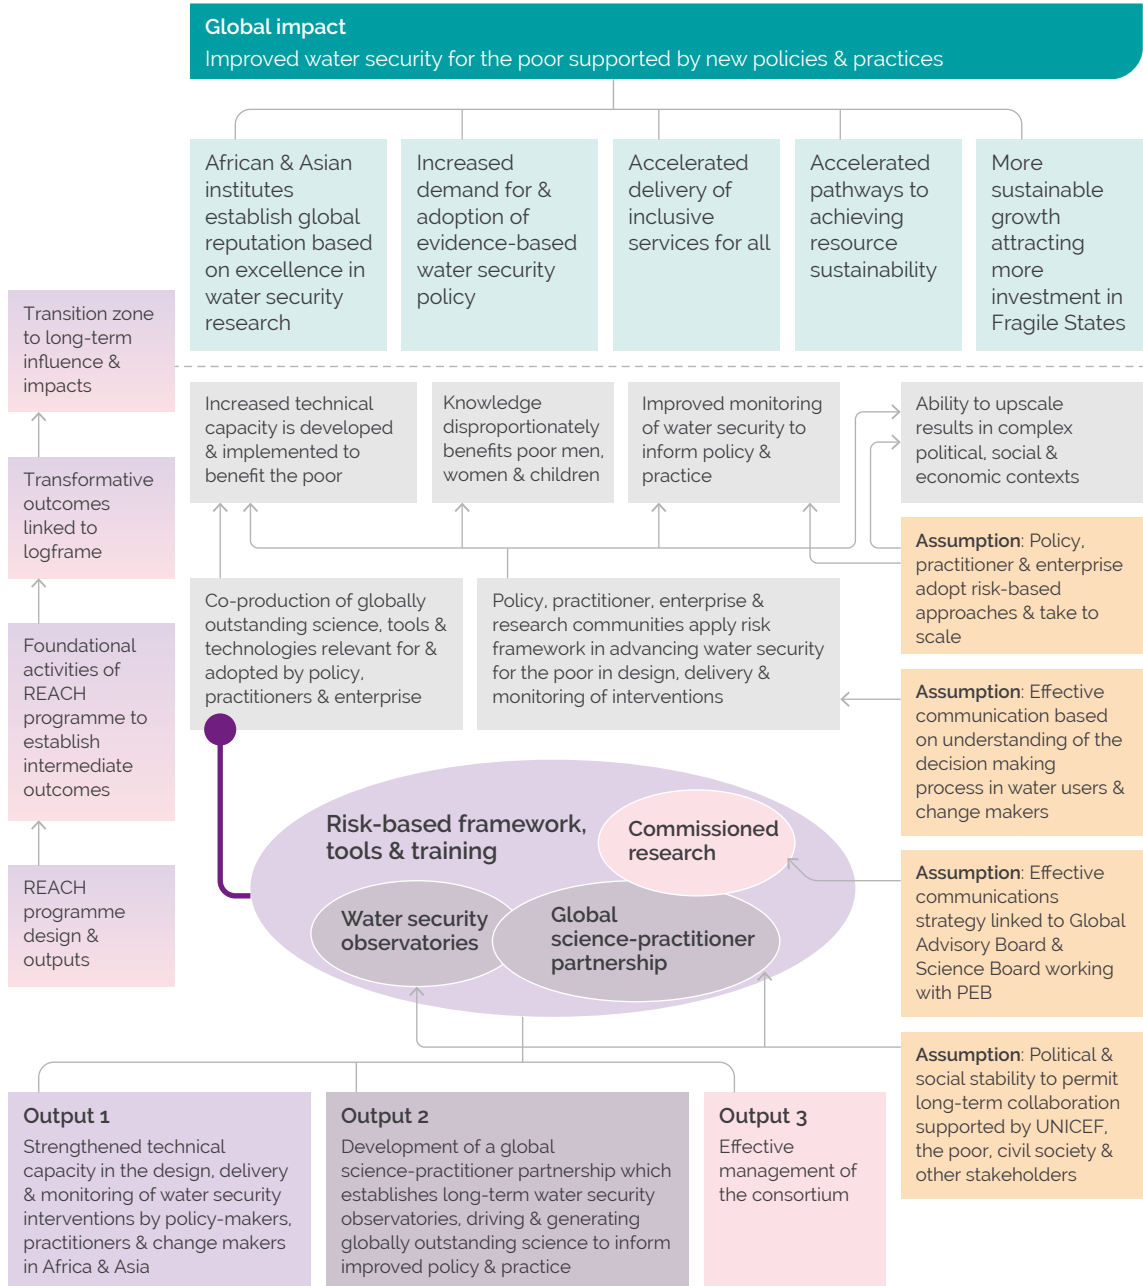 Global impact
Improved water security for the poor supported by new policies & practices
African & Asian
institutes
establish global
reputation based
on excellence in
water security
research
Increased
demand for &
adoption of
evidence-based
water security
policy
Accelerated
delivery of
inclusive
services for all
Accelerated
pathways to
achieving
resource
sustainability
More
sustainable
growth
attracting
more
investment in
Fragile States
Transition zone
to long-term
influence &
impacts
Increased technical
capacity is developed
& implemented to
benefit the poor
Knowledge
disproportionately
benefits poor men,
women & children
Improved monitoring
of water security to
inform policy &
practice
Ability to upscale
results in complex
political, social &
economic contexts
Transformative
outcomes
linked to
logframe
Assumption: Policy,
practitioner & enterprise
adopt risk-based
approaches & take to
scale
Co-production of globally
outstanding science, tools &
technologies relevant for &
adopted by policy,
practitioners & enterprise
Policy, practitioner, enterprise &
research communities apply risk
framework in advancing water security
for the poor in design, delivery &
monitoring of interventions
Foundational
activities of
REACH
programme to
establish
intermediate
outcomes
Assumption: Effective
communication based
on understanding of the
decision making
process in water users &
change makers
Risk-based framework,
tools & training
Commissioned
research
Water security
observatories
Global
science-practitioner
partnership
REACH
programme
design &
outputs
Assumption: Effective
communications
strategy linked to Global
Advisory Board &
Science Board working
with PEB
Assumption: Political &
social stability to permit
long-term collaboration
supported by UNICEF,
the poor, civil society &
other stakeholders
Output 1
Strengthened technical
capacity in the design, delivery
& monitoring of water security
interventions by policy-makers,
practitioners & change makers
in Africa & Asia
Output 2
Development of a global
science-practitioner partnership which
establishes long-term water security
observatories, driving & generating
globally outstanding science to inform
improved policy & practice
Output 3
Effective
management of
the consortium